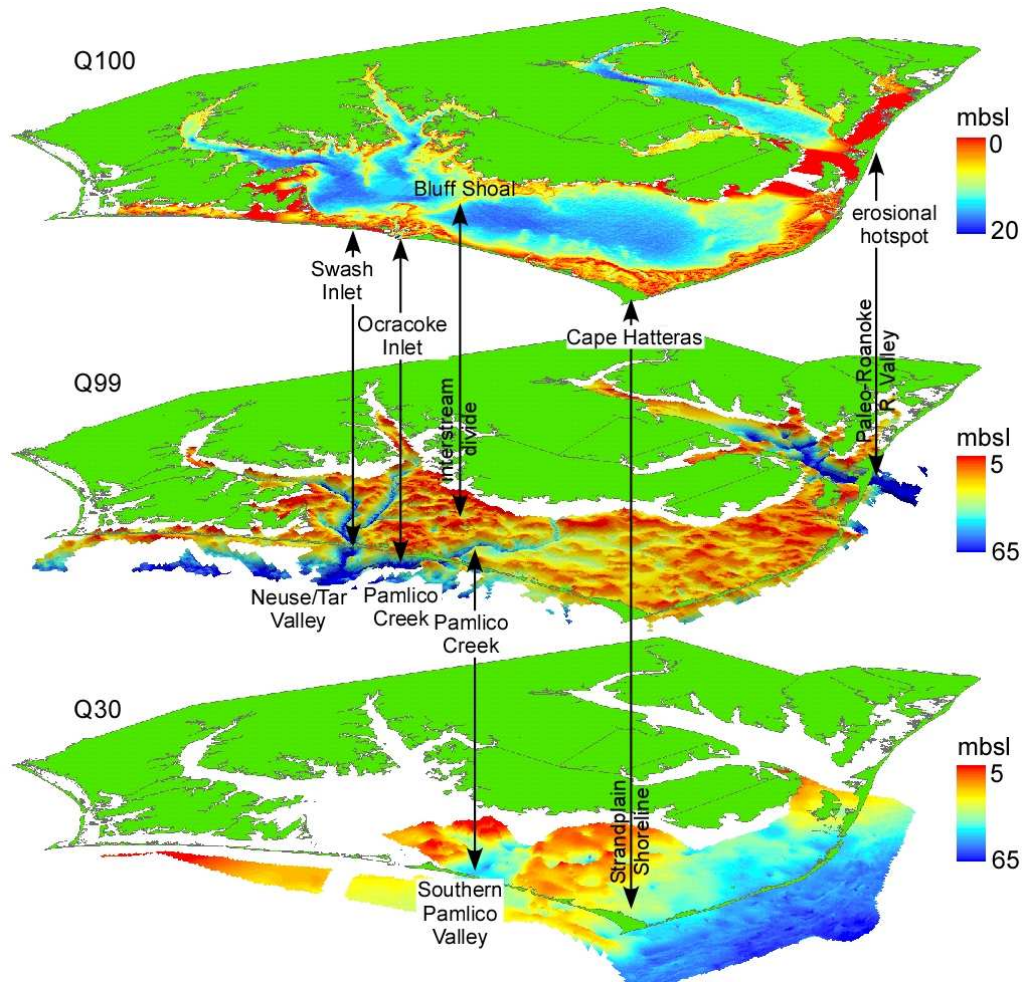 Q100
mbsl
0
20
Bluff Shoal
erosional
hotspot
Swash
Inlet
Ocracoke
Inlet
Cape Hatteras
Q99
Interstream
divide
Paleo-Roanoke
R. Valley
mbsl
5
65
Neuse/Tar
Valley
Pamlico
Creek
Pamlico
Creek
Q30
mbsl
5
65
Strandplain
Shoreline
Southern
Pamlico
Valley